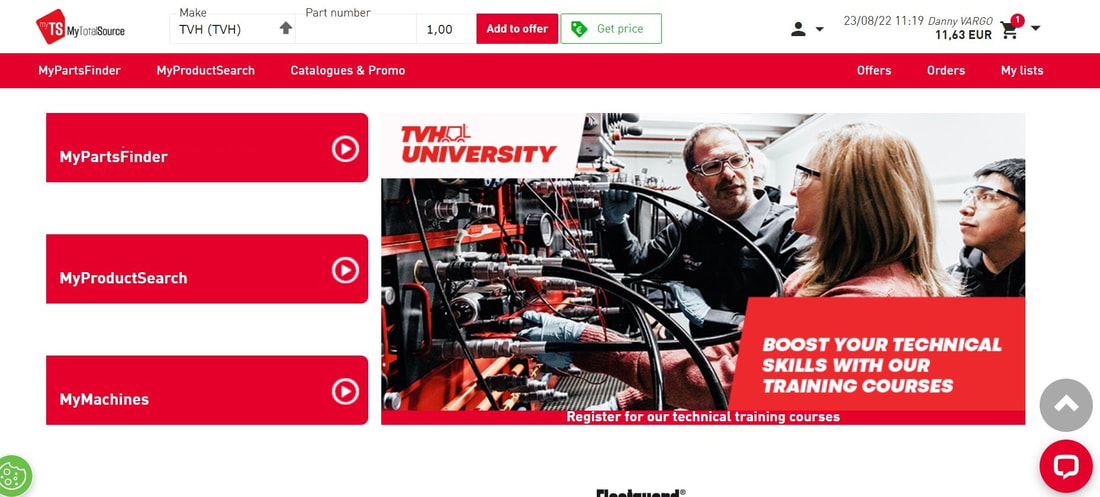 my TS MyTotalSource
Make
TVH (TVH)
Part number
1,00
Add to offer
Get price
23/08/22 11:19 Danny VARGO
11,63 EUR
1
MyPartsFinder
MyProductSearch
Catalogues & Promo
Offers
Orders
My lists
MyPartsFinder
MyProductSearch
MyMachines
TVH
UNIVERSITY
BOOST YOUR TECHNICAL
SKILLS WITH OUR
TRAINING COURSES
Register for our technical training courses
Fleetguard®